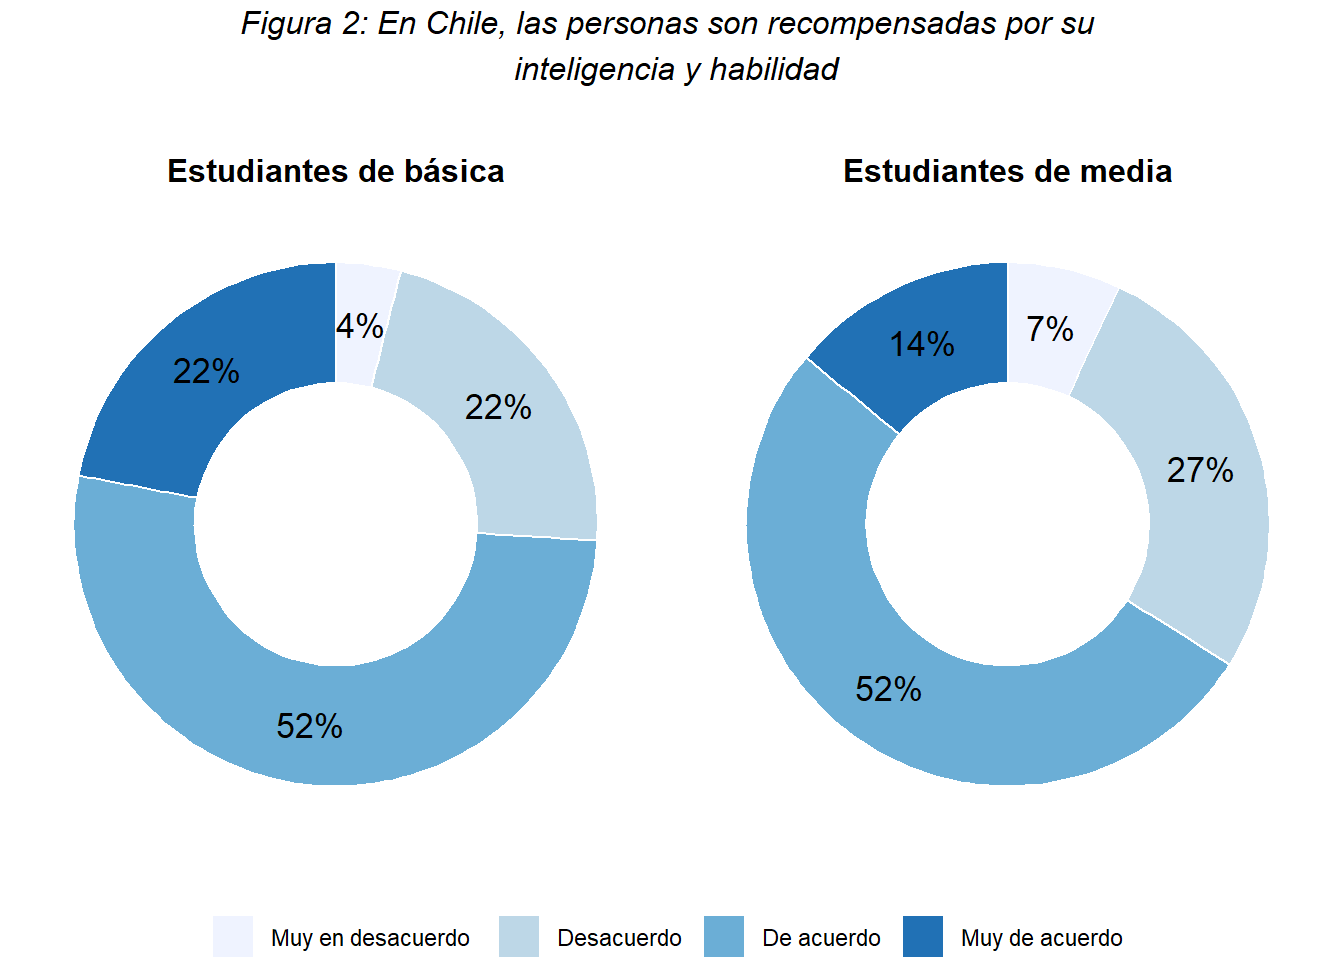 Figura 2: En Chile, las personas son recompensadas por su
inteligencia y habilidad
Estudiantes de básica
Estudiantes de media
4%
22%
52%
22%
7%
27%
52%
14%
Muy en desacuerdo
Desacuerdo
De acuerdo
Muy de acuerdo